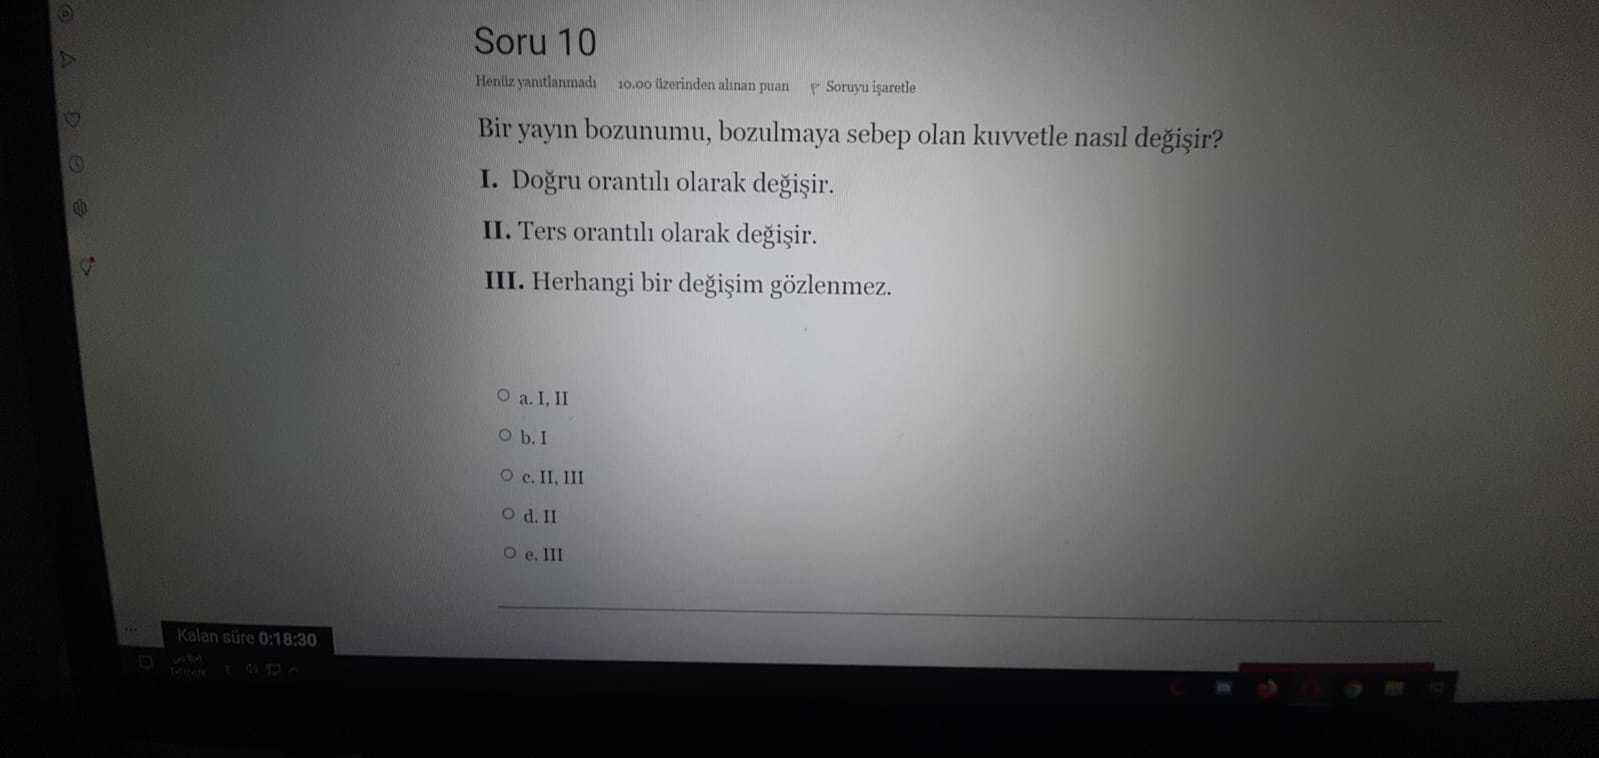 Soru 10
Henüz yanıtlanmadı 10,00 üzerinden alınan puan Soruyu işaretle
Bir yayın bozunumu, bozulmaya sebep olan kuvvetle nasıl değişir?
I. Doğru orantılı olarak değişir.
II. Ters orantılı olarak değişir.
III. Herhangi bir değişim gözlenmez.
a. I, II
b. I
c. II, III
d. II
e. III
Kalan süre 0:18:30